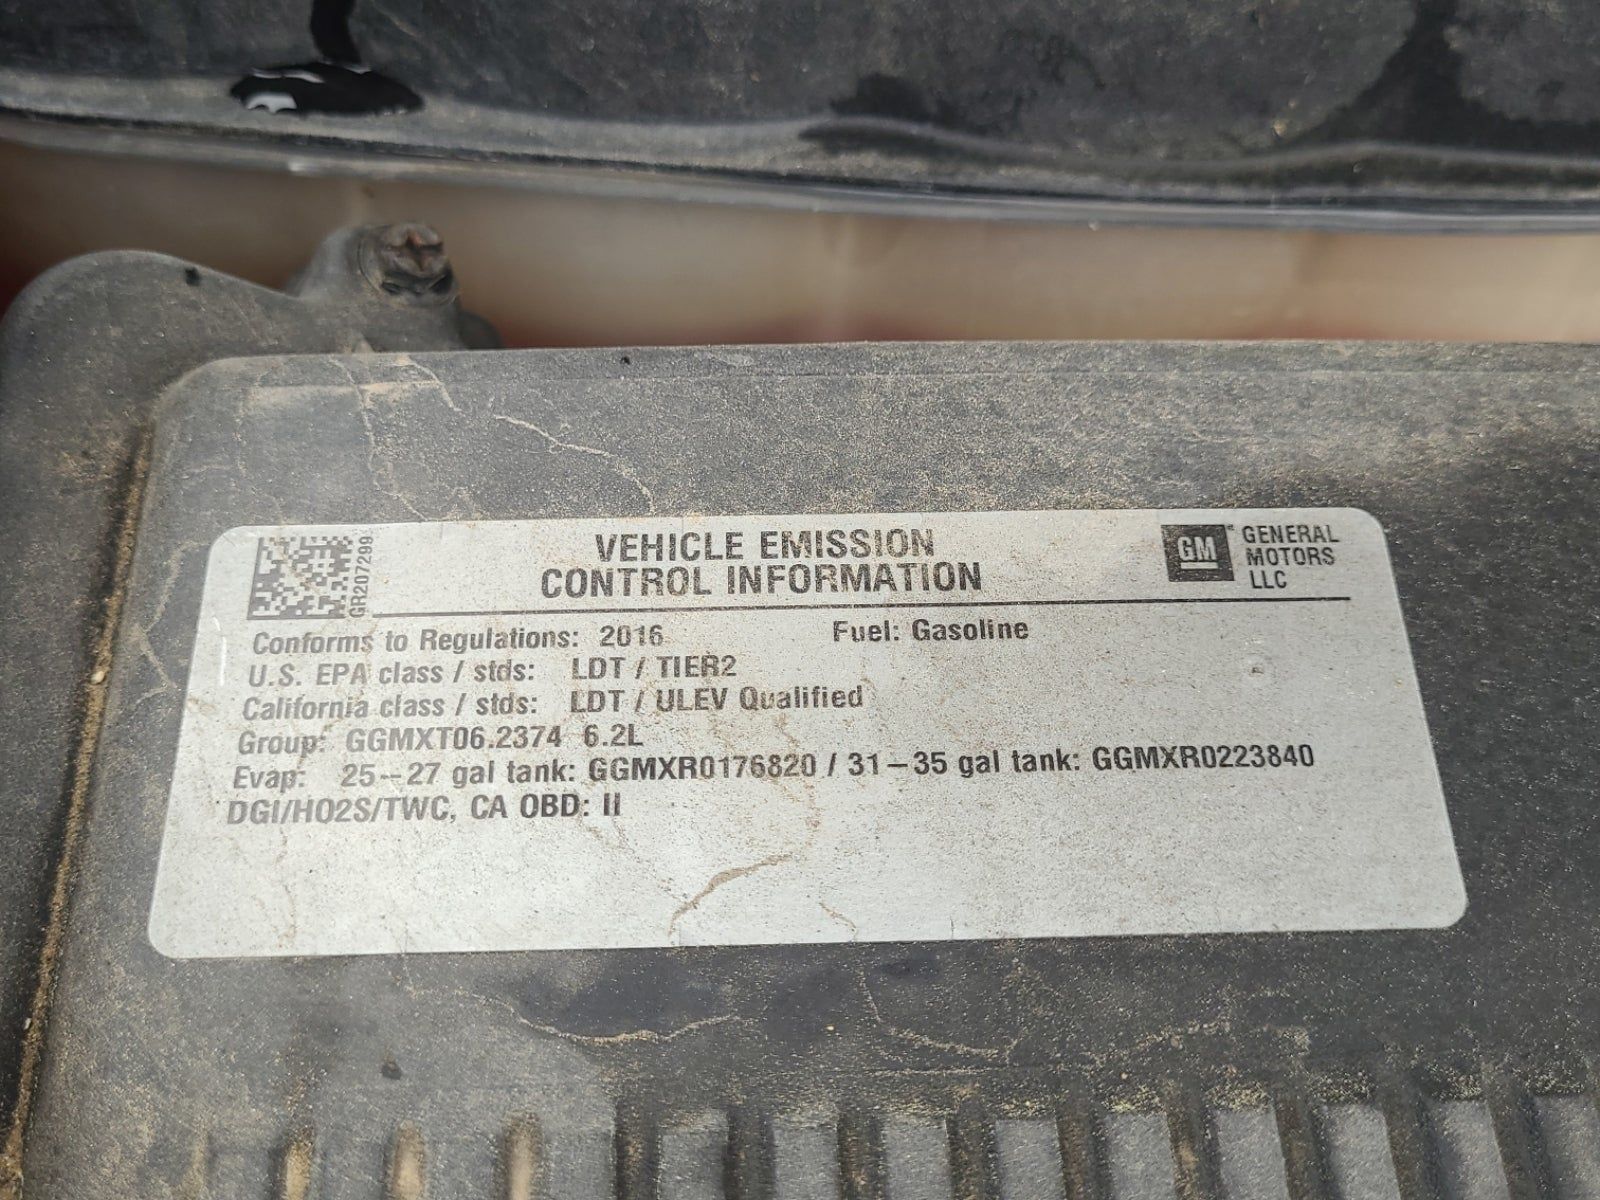 GR2072993
VEHICLE EMISSION
CONTROL INFORMATION
GM GENERAL
MOTORS
LLC
Conforms to Regulations: 2016 Fuel: Gasoline
U.S. EPA class / stds: LDT / TIER2
California class / stds: LDT / ULEV Qualified
Group: GGMXT06.2374 6.2L
Evap: 25-27 gal tank: GGMXR0176820 / 31-35 gal tank: GGMXR0223840
DGI/HO2S/TWC, CA OBD: II